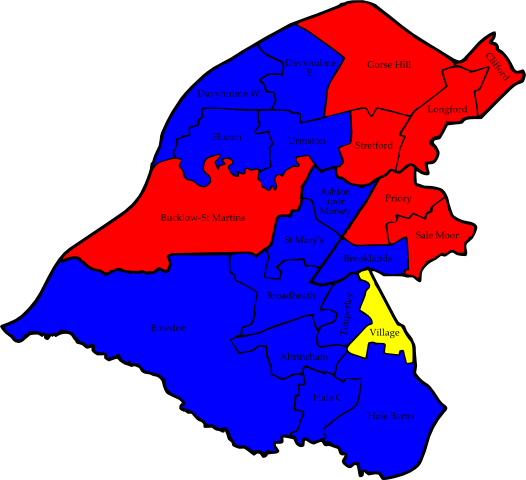 Davyhulme
E.
Gorse Hill
Clifford
Davyhulme W.
Longford
Flixton
Urmston
Stretford
Ashton
upon
Mersey
Priory
Bucklow-St Martins
Sale Moor
St Mary's
Brooklands
Broadheath
Timperley
Bowdon
Village
Altrincham
Hale C.
Hale Barns